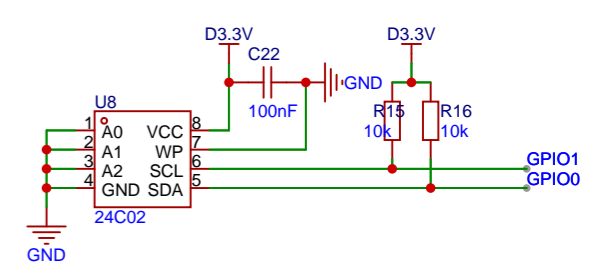 D3.3V
D3.3V
C22
GND
100nF
U8
R15
R16
10k
10k
1 A0 VCC 8
2 A1 WP 7
3 A2 SCL 6
4 GND SDA 5
GPIO1
GPIO0
24C02
GND